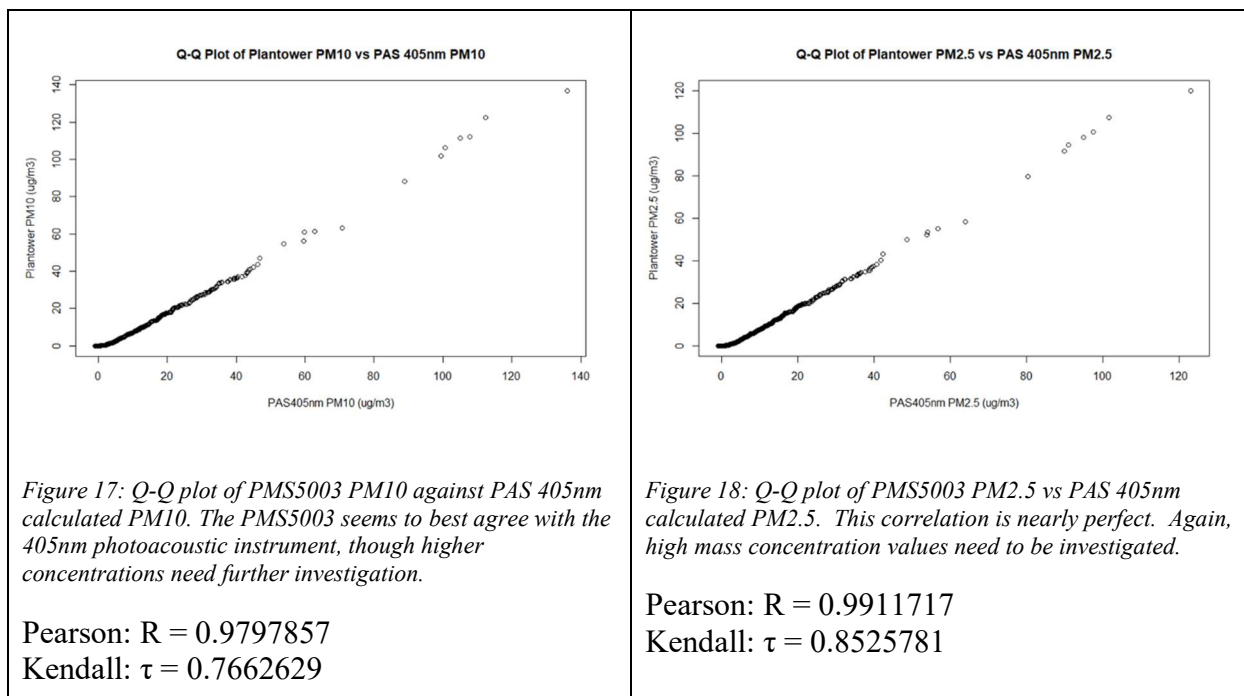 Q-Q Plot of Plantower PM10 vs PAS 405nm PM10
Plantower PM10 (ug/m3)
140
120
100
80
60
40
20
0
0 20 40 60 80 100 120 140
PAS405nm PM10 (ug/m3)
Figure 17: Q-Q plot of PMS5003 PM10 against PAS 405nm
calculated PM10. The PMS5003 seems to best agree with the
405nm photoacoustic instrument, though higher
concentrations need further investigation.
Pearson: R = 0.9797857
Kendall: τ = 0.7662629
Q-Q Plot of Plantower PM2.5 vs PAS 405nm PM2.5
Plantower PM2.5 (ug/m3)
120
100
80
60
40
20
0
0 20 40 60 80 100 120
PAS405nm PM2.5 (ug/m3)
Figure 18: Q-Q plot of PMS5003 PM2.5 vs PAS 405nm
calculated PM2.5. This correlation is nearly perfect. Again,
high mass concentration values need to be investigated.
Pearson: R = 0.9911717
Kendall: τ = 0.8525781